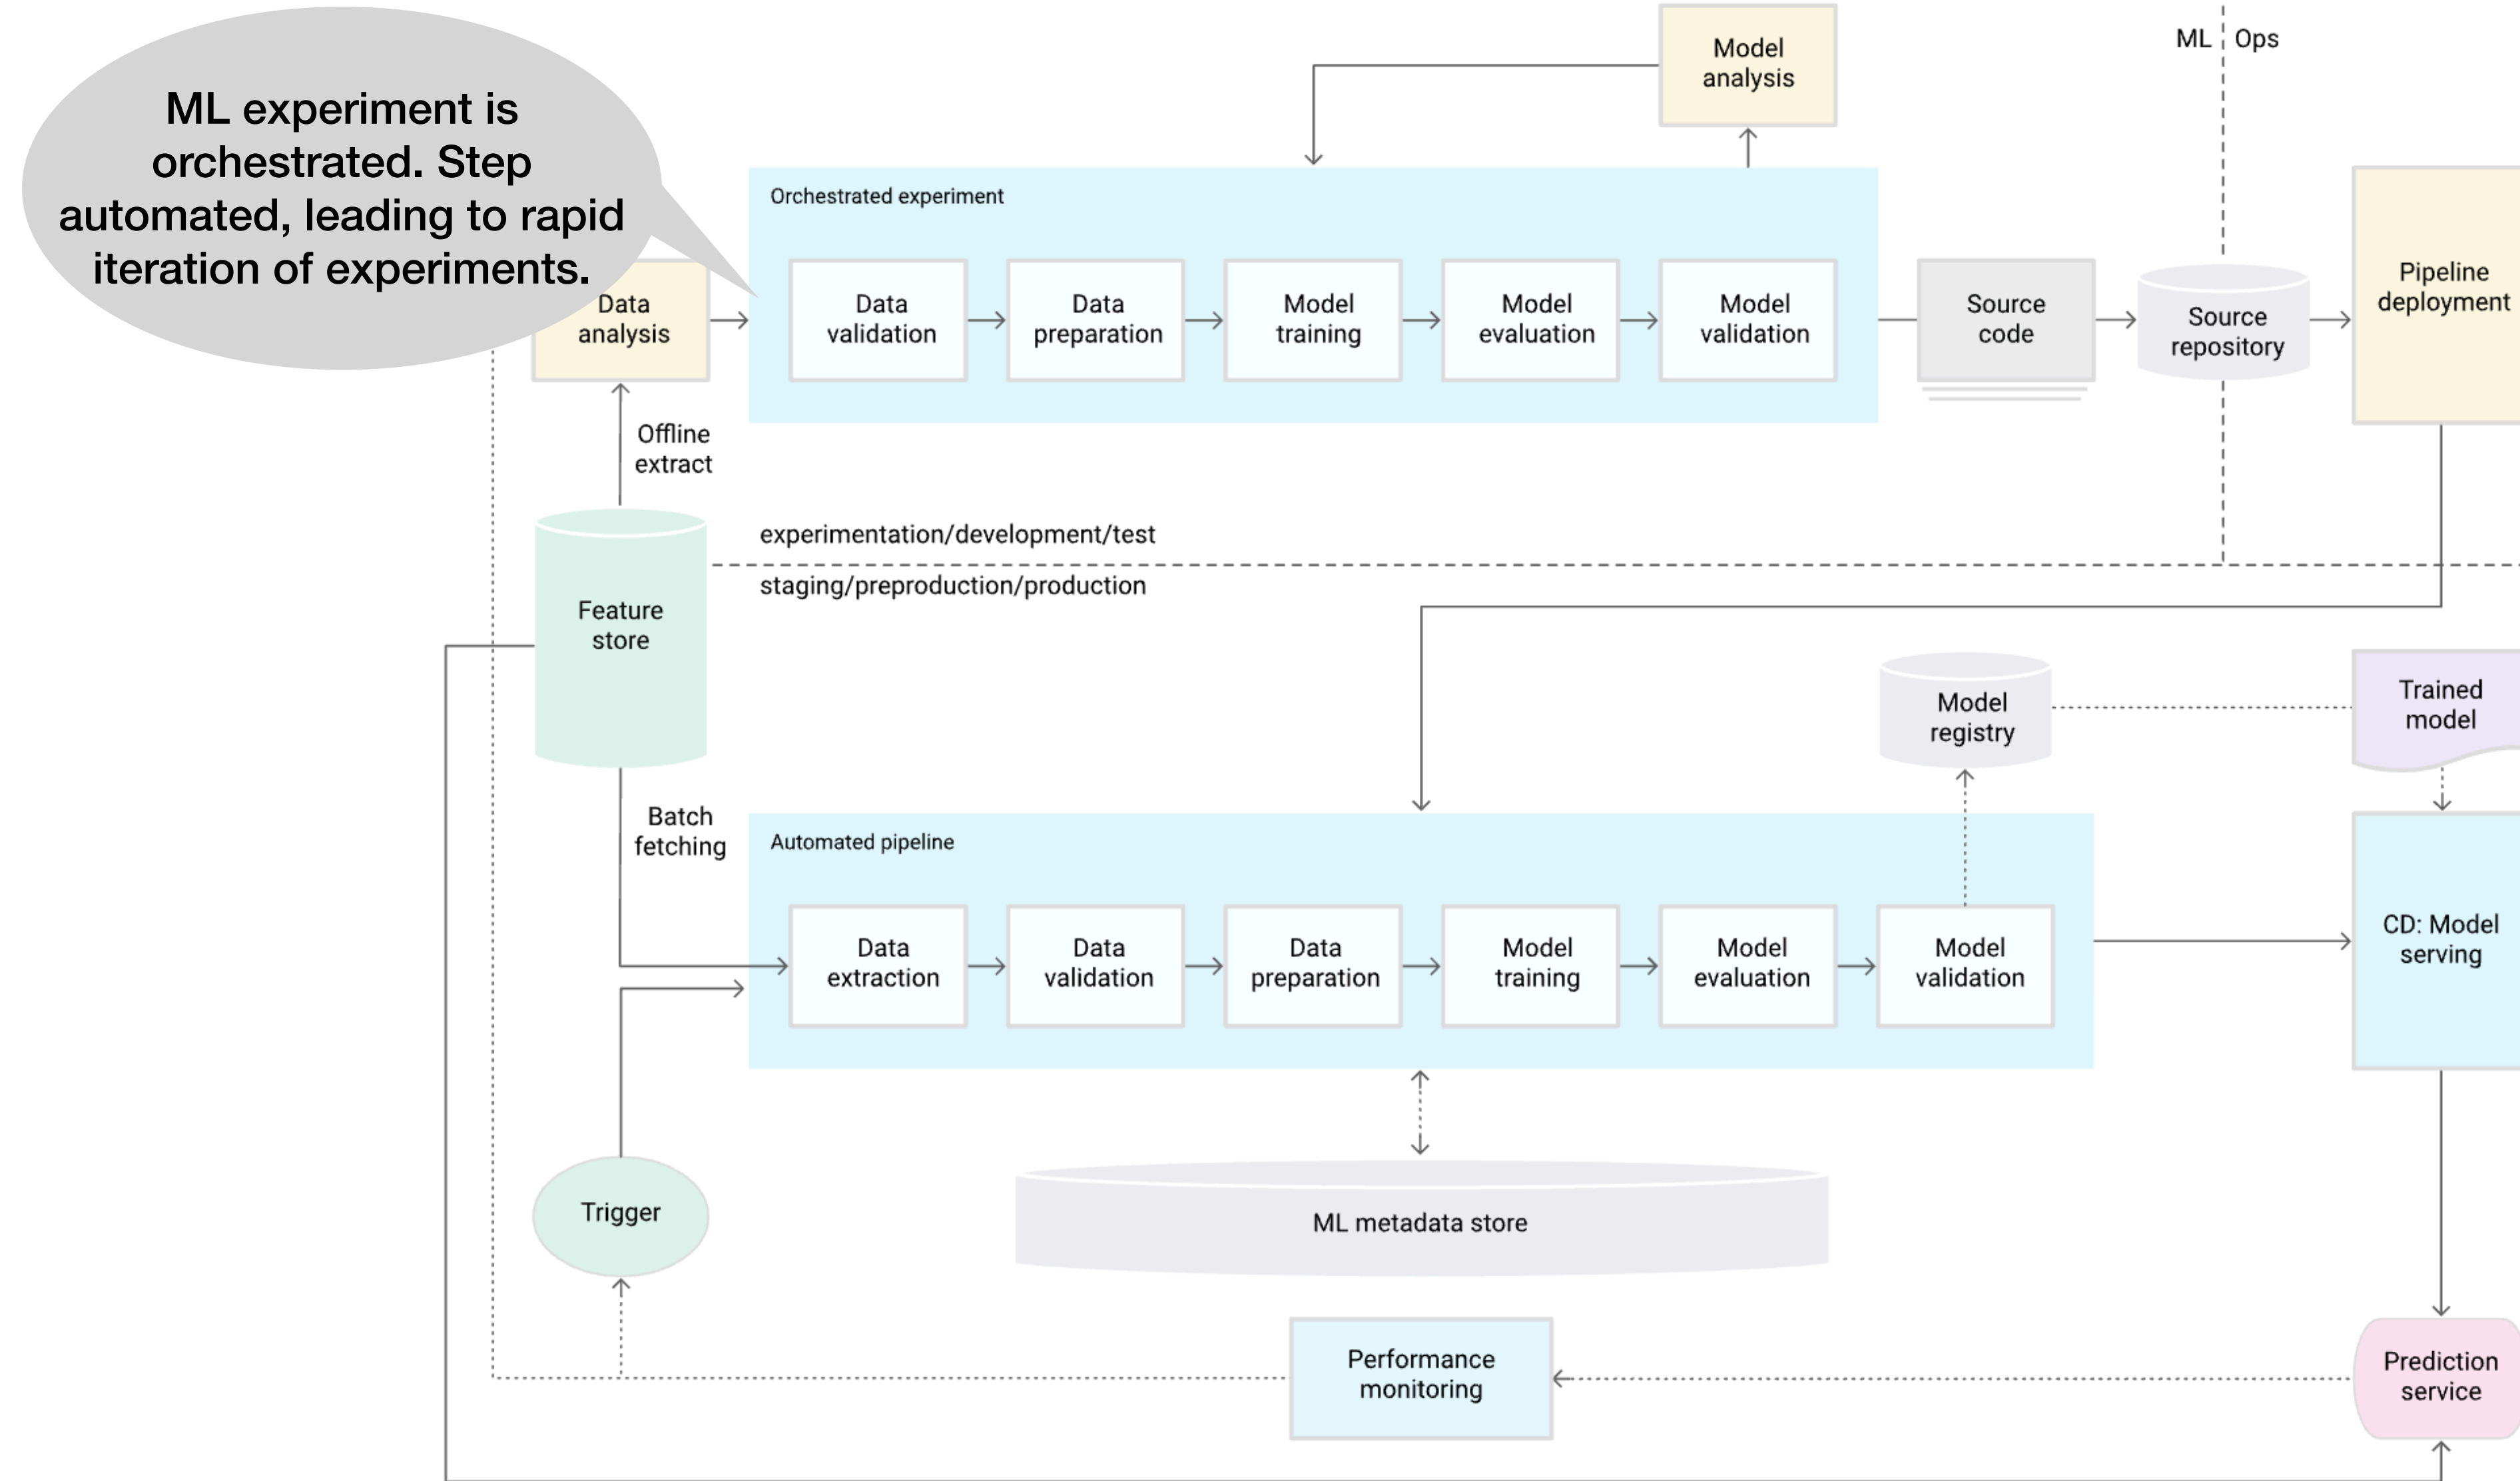 ML experiment is
orchestrated. Step
automated, leading to rapid
iteration of experiments.
Model
analysis
ML
Ops
Orchestrated experiment
Data
analysis
Data
validation
Data
preparation
Model
training
Model
evaluation
Model
validation
Source
code
Source
repository
Pipeline
deployment
Offline
extract
experimentation/development/test
staging/preproduction/production
Feature
store
Model
registry
Trained
model
Batch
fetching
Automated pipeline
Data
extraction
Data
validation
Data
preparation
Model
training
Model
evaluation
Model
validation
CD: Model
serving
Trigger
ML metadata store
Performance
monitoring
Prediction
service